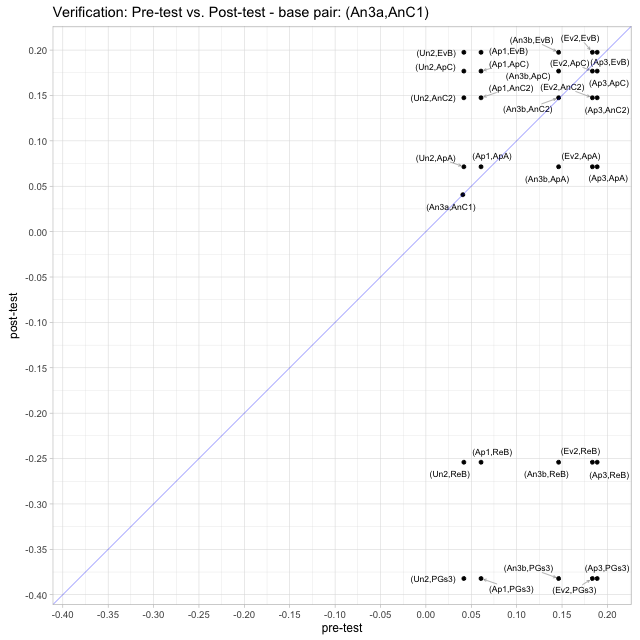 Verification: Pre-test vs. Post-test - base pair: (An3a,AnC1)
(An3b,EvB)
(Ev2,EvB)
0.20
(Un2,EvB)
(Ap1,EvB)
(Un2,ApC)
(Ap1,ApC)
(Ev2,ApC)
(Ap3,EvB)
(An3b,ApC)
(Ap3,ApC)
0.15
(Un2,AnC2)
(Ap1,AnC2)
(Ev2,AnC2)
(An3b,AnC2)
(Ap3,AnC2)
0.10
(Un2,ApA)
(Ap1,ApA)
(Ev2,ApA)
(An3b,ApA)
(Ap3,ApA)
0.05
(An3a,AnC1)
0.00
-0.05
-0.10
-0.15
-0.20
-0.25
(Ap1,ReB)
(Ev2,ReB)
(Un2,ReB)
(An3b,ReB)
(Ap3,ReB)
-0.30
-0.35
(An3b,PGs3)
(Ap3,PGs3)
(Un2,PGs3)
(Ap1,PGs3)
(Ev2,PGs3)
-0.40
post-test
-0.40 -0.35 -0.30 -0.25 -0.20 -0.15 -0.10 -0.05 0.00 0.05 0.10 0.15 0.20
pre-test